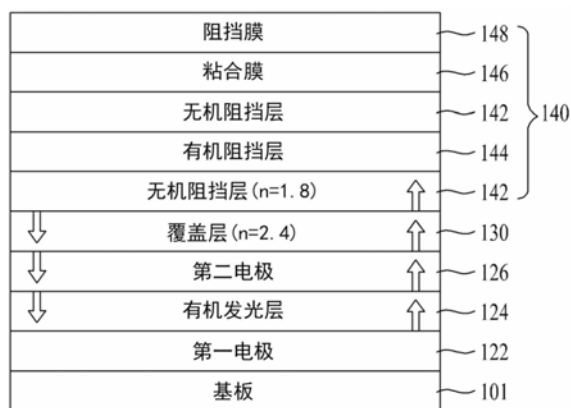 阻挡膜 148
粘合膜 146
无机阻挡层 142
140
有机阻挡层 144
无机阻挡层(n=1.8) 142
覆盖层(n=2.4) 130
第二电极 126
有机发光层 124
第一电极 122
基板 101